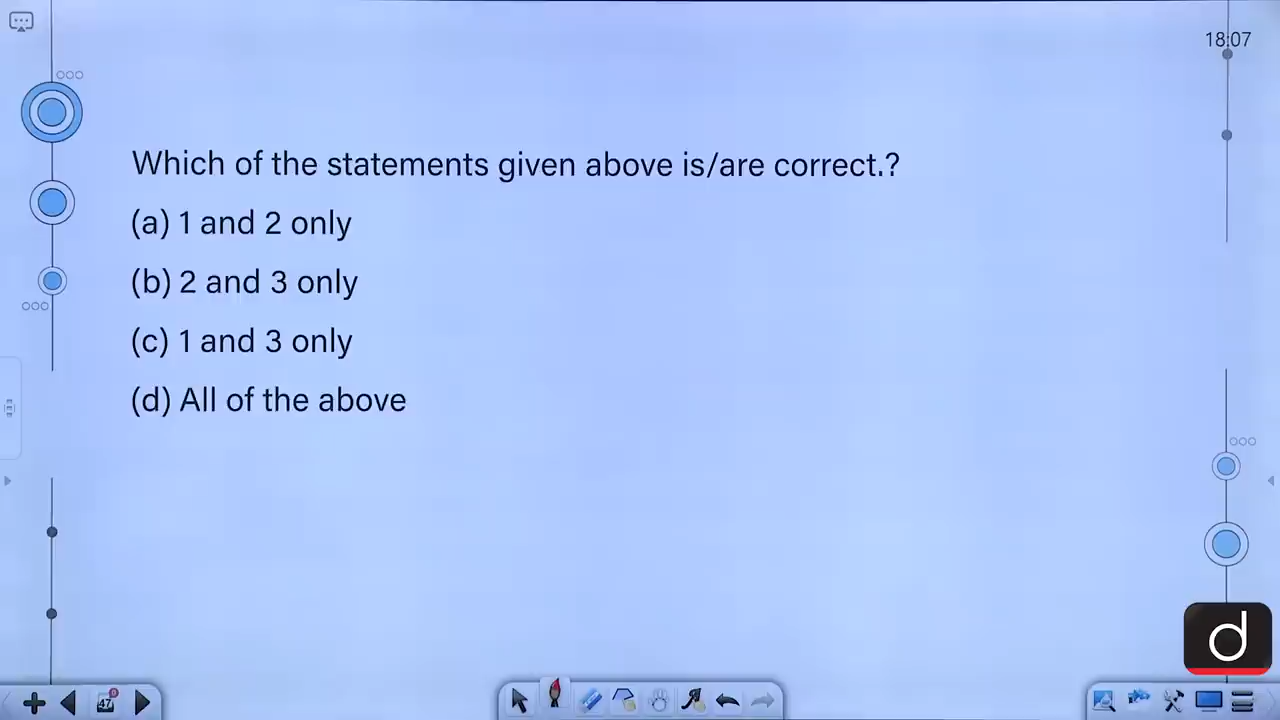 18:07
Which of the statements given above is/are correct.?
(a) 1 and 2 only
(b) 2 and 3 only
(c) 1 and 3 only
(d) All of the above
d
47